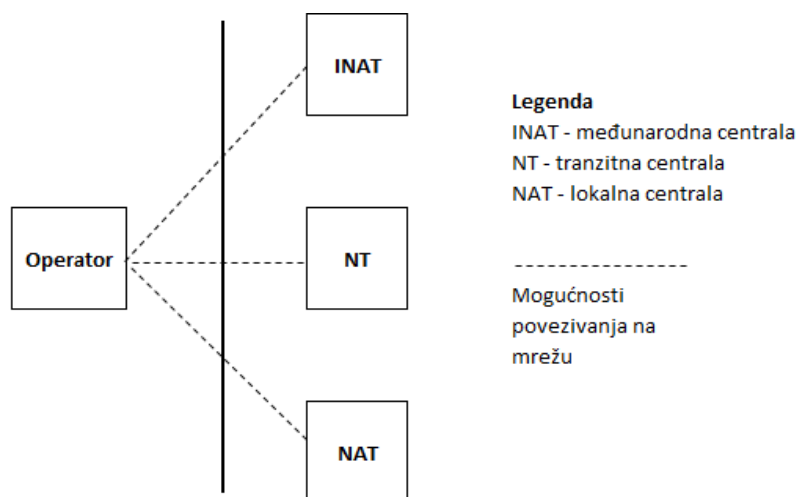 INAT
Operator
NT
NAT
Legenda
INAT - međunarodna centrala
NT - tranzitna centrala
NAT - lokalna centrala
----------------
Mogućnosti
povezivanja na
mrežu